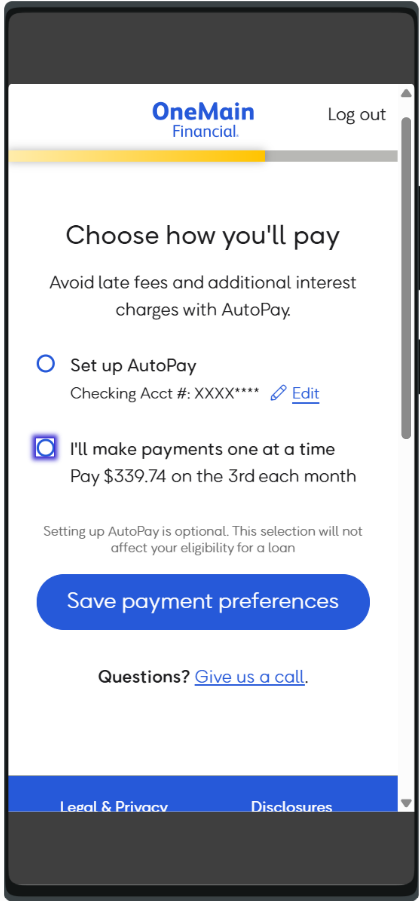 OneMain
Financial.
Log out
Choose how you'll pay
Avoid late fees and additional interest
charges with AutoPay.
Set up AutoPay
Checking Acct #: XXXX**** Edit
I'll make payments one at a time
Pay $339.74 on the 3rd each month
Setting up AutoPay is optional. This selection will not
affect your eligibility for a loan
Save payment preferences
Questions? Give us a call.
Legal & Privacy
Disclosures